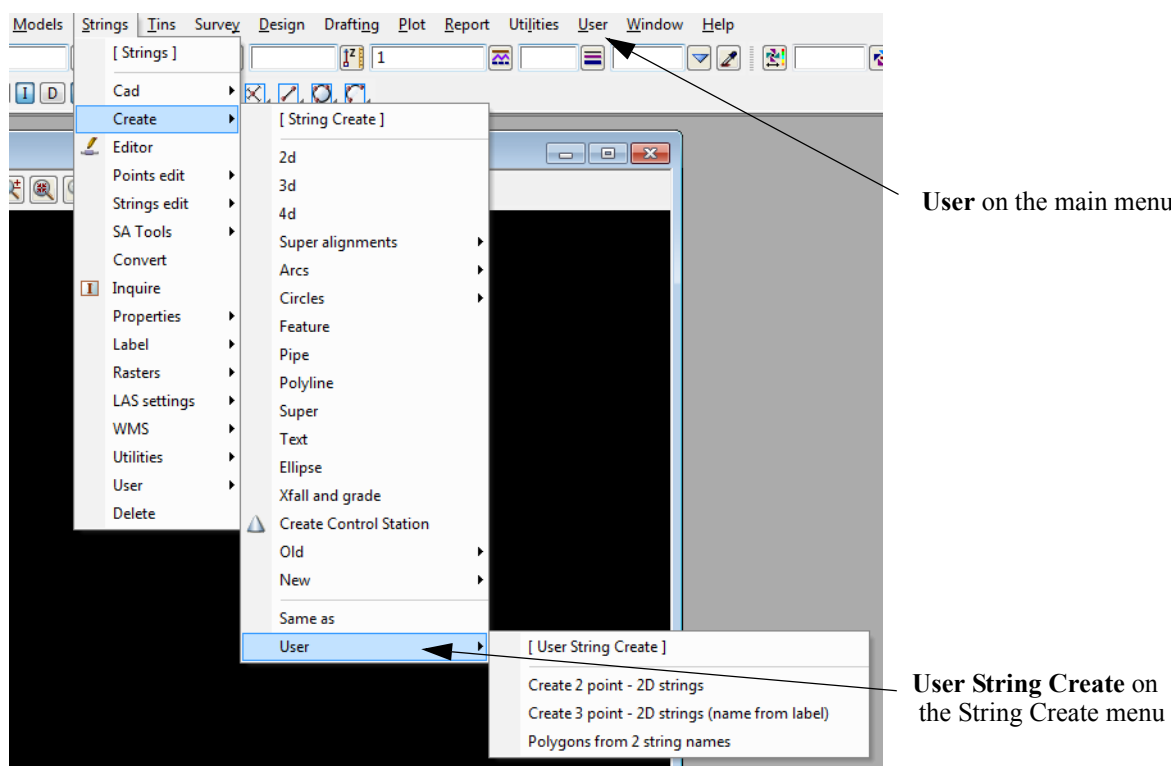 Models Strings Tins Survey Design Drafting Plot Report Utilities User Window Help
1
I D
[ Strings ]
Cad
Create
Editor
Points edit
Strings edit
SA Tools
Convert
I Inquire
Properties
Label
Rasters
LAS settings
WMS
Utilities
User
Delete
[ String Create ]
2d
3d
4d
Super alignments
Arcs
Circles
Feature
Pipe
Polyline
Super
Text
Ellipse
Xfall and grade
Create Control Station
Old
New
Same as
User
[ User String Create ]
Create 2 point - 2D strings
Create 3 point - 2D strings (name from label)
Polygons from 2 string names
User on the main menu
User String Create on
the String Create menu